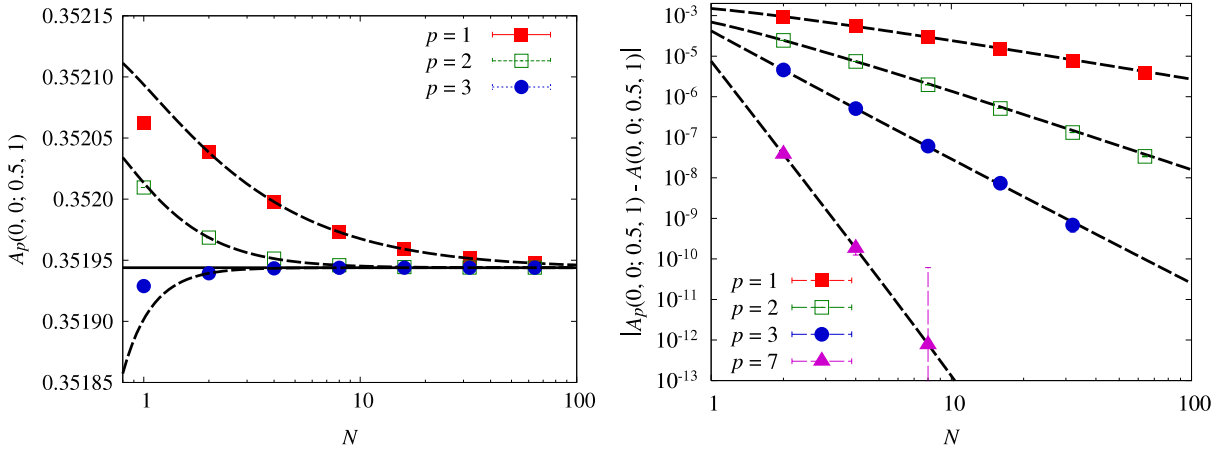 0.35215
0.35210
0.35205
0.3520
0.35195
0.35190
0.35185
A_p(0, 0; 0.5, 1)
p = 1
p = 2
p = 3
1 10 100
N
10^-3
10^-5
10^-6
10^-7
10^-8
10^-9
10^-10
10^-11
10^-12
10^-13
|A_p(0, 0; 0.5, 1) - A(0, 0; 0.5, 1)|
p = 1
p = 2
p = 3
p = 7
1 10 100
N